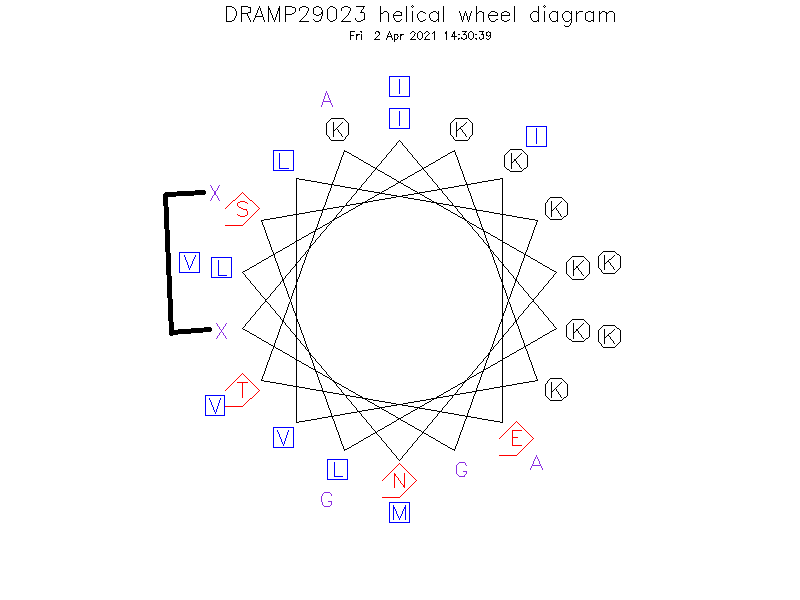 DRAMP29023 helical wheel diagram
Fri 2 Apr 2021 14:30:39
I
A I
K K I
L K
X S K
V L K K
X K K
V T K
V E
L G A
G N
M